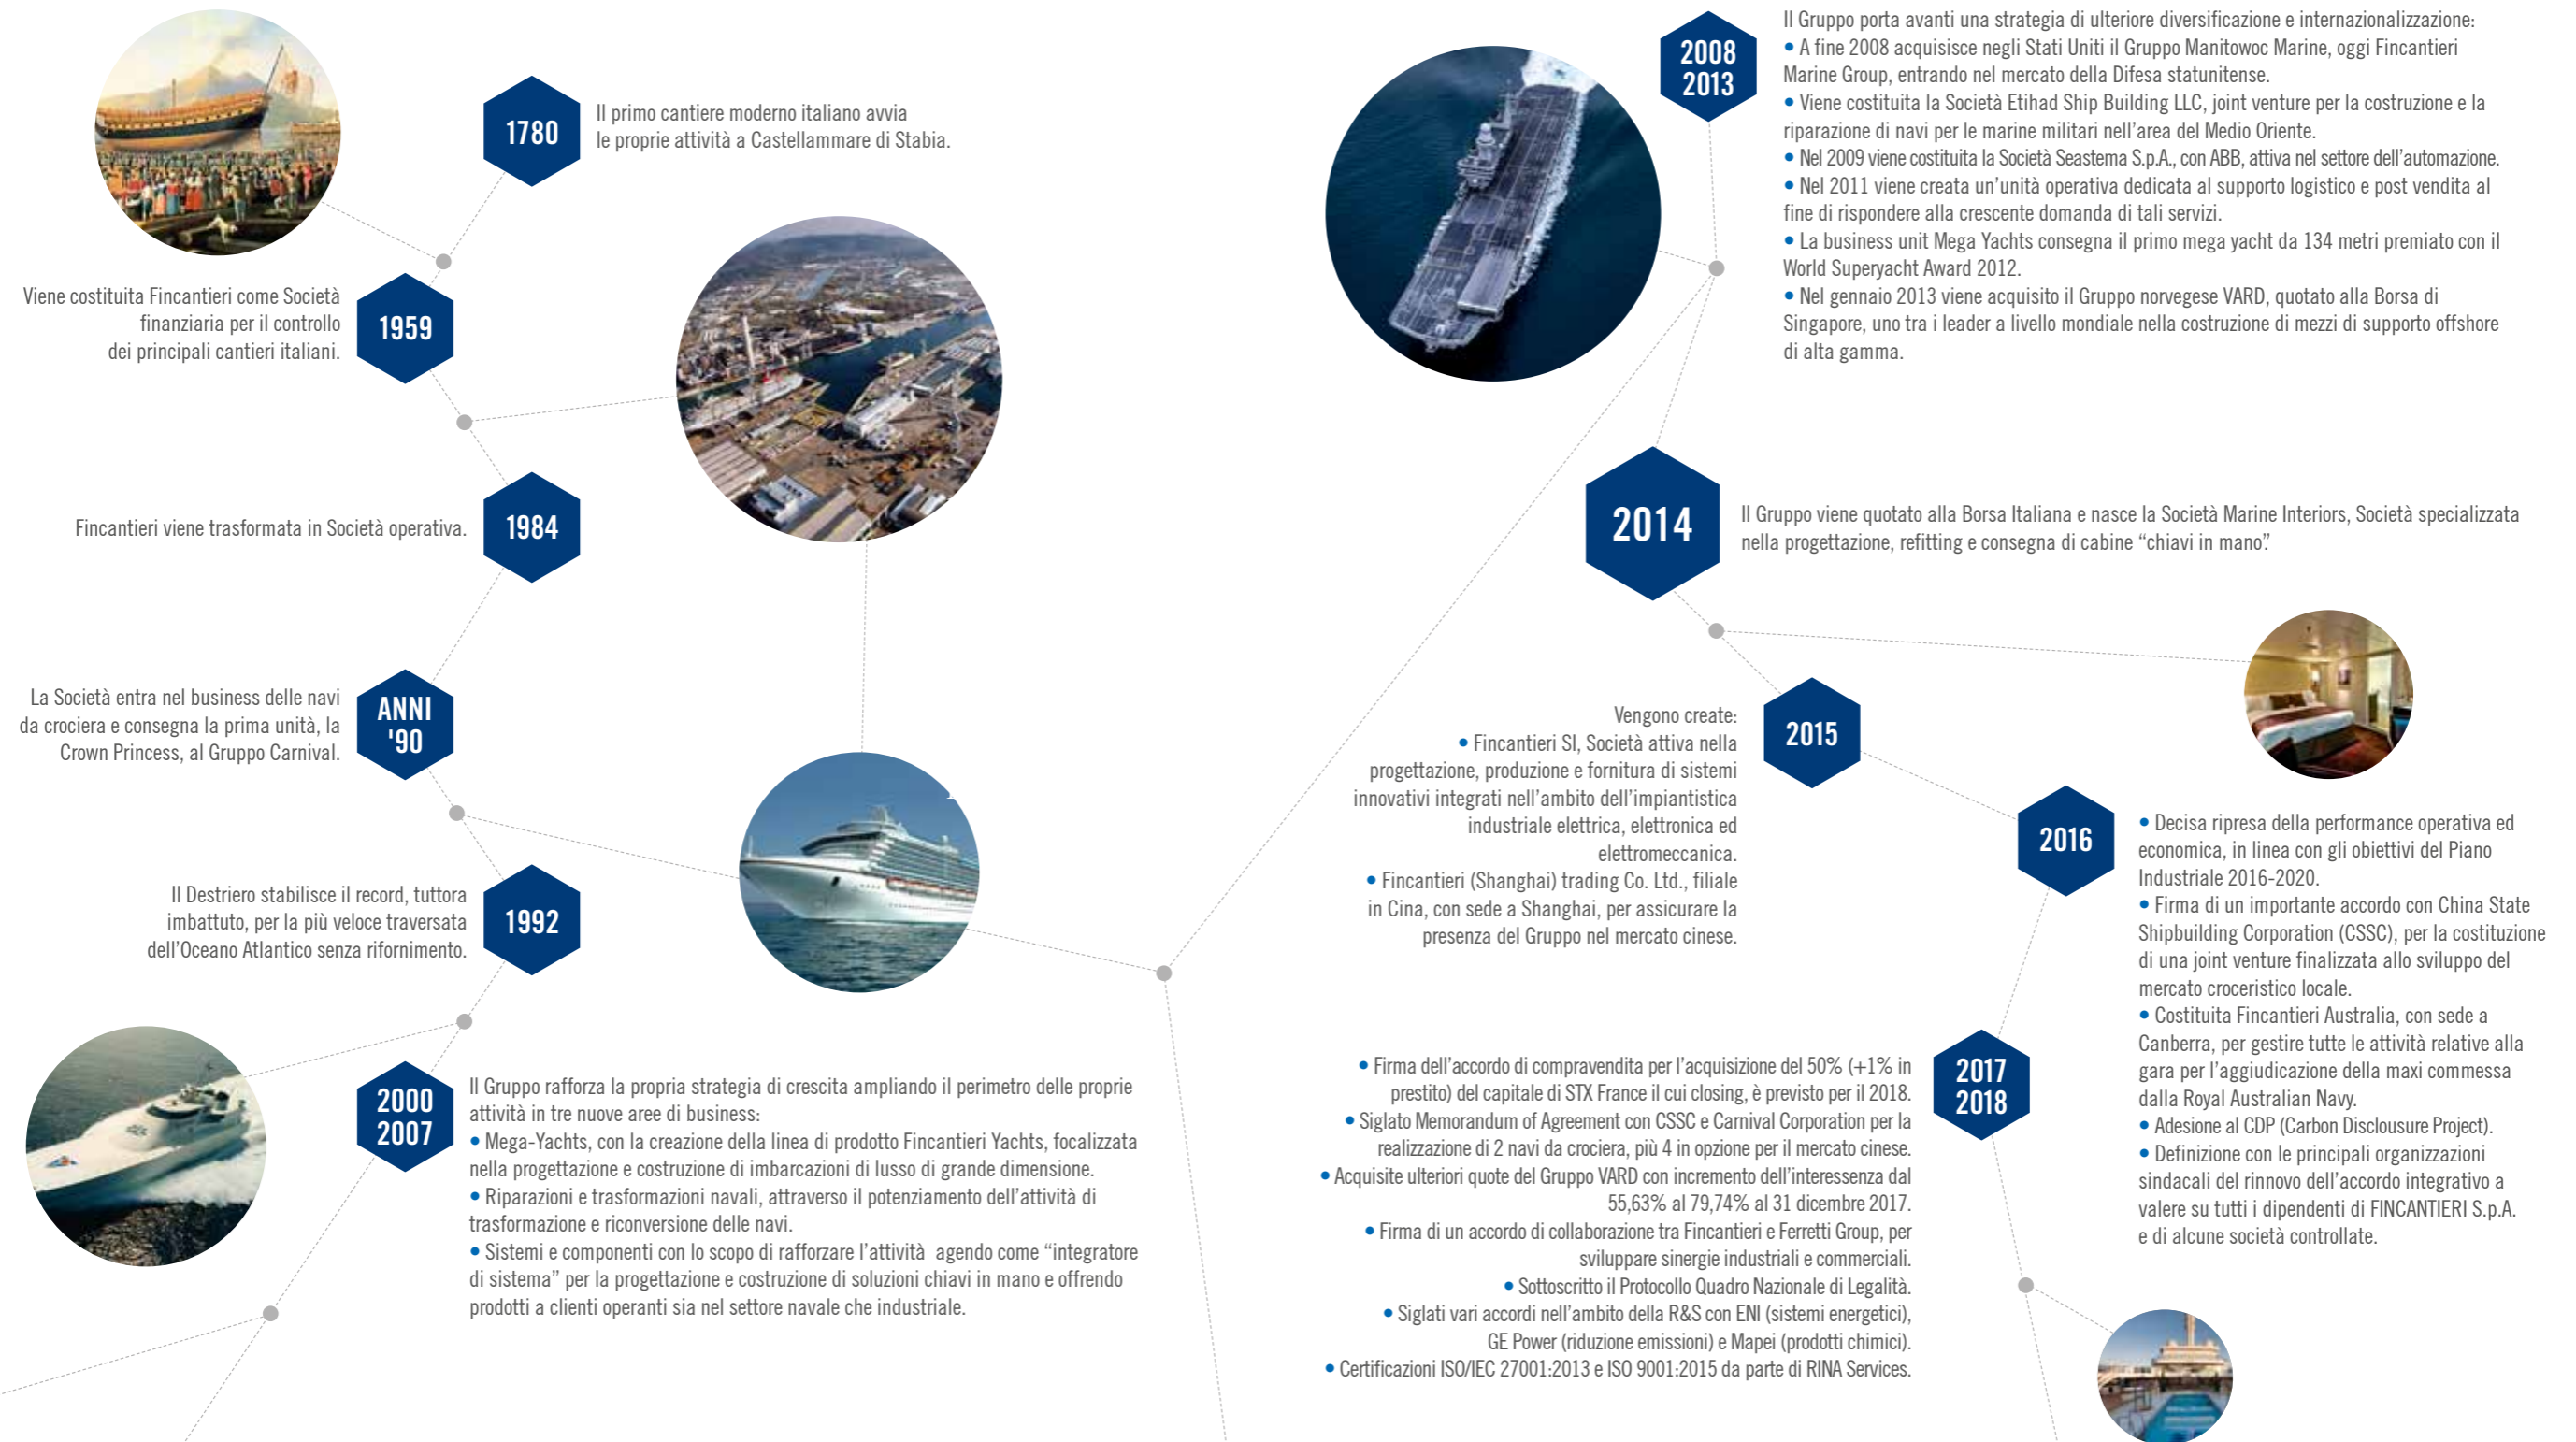 1780
Il primo cantiere moderno italiano avvia
le proprie attività a Castellammare di Stabia.
Viene costituita Fincantieri come Società
finanziaria per il controllo
dei principali cantieri italiani.
1959
Fincantieri viene trasformata in Società operativa.
1984
La Società entra nel business delle navi
da crociera e consegna la prima unità, la
Crown Princess, al Gruppo Carnival.
ANNI
'90
Il Destriero stabilisce il record, tuttora
imbattuto, per la più veloce traversata
dell'Oceano Atlantico senza rifornimento.
1992
2000
2007
Il Gruppo rafforza la propria strategia di crescita ampliando il perimetro delle proprie
attività in tre nuove aree di business:
• Mega-Yachts, con la creazione della linea di prodotto Fincantieri Yachts, focalizzata
nella progettazione e costruzione di imbarcazioni di lusso di grande dimensione.
• Riparazioni e trasformazioni navali, attraverso il potenziamento dell'attività di
trasformazione e riconversione delle navi.
• Sistemi e componenti con lo scopo di rafforzare l'attività agendo come “integratore
di sistema” per la progettazione e costruzione di soluzioni chiavi in mano e offrendo
prodotti a clienti operanti sia nel settore navale che industriale.
2008
2013
Il Gruppo porta avanti una strategia di ulteriore diversificazione e internazionalizzazione:
• A fine 2008 acquisisce negli Stati Uniti il Gruppo Manitowoc Marine, oggi Fincantieri
Marine Group, entrando nel mercato della Difesa statunitense.
• Viene costituita la Società Etihad Ship Building LLC, joint venture per la costruzione e la
riparazione di navi per le marine militari nell'area del Medio Oriente.
• Nel 2009 viene costituita la Società Seastema S.p.A., con ABB, attiva nel settore dell'automazione.
• Nel 2011 viene creata un'unità operativa dedicata al supporto logistico e post vendita al
fine di rispondere alla crescente domanda di tali servizi.
• La business unit Mega Yachts consegna il primo mega yacht da 134 metri premiato con il
World Superyacht Award 2012.
• Nel gennaio 2013 viene acquisito il Gruppo norvegese VARD, quotato alla Borsa di
Singapore, uno tra i leader a livello mondiale nella costruzione di mezzi di supporto offshore
di alta gamma.
2014
Il Gruppo viene quotato alla Borsa Italiana e nasce la Società Marine Interiors, Società specializzata
nella progettazione, refitting e consegna di cabine “chiavi in mano”.
Vengono create:
• Fincantieri SI, Società attiva nella
progettazione, produzione e fornitura di sistemi
innovativi integrati nell'ambito dell'impiantistica
industriale elettrica, elettronica ed
elettromeccanica.
• Fincantieri (Shanghai) trading Co. Ltd., filiale
in Cina, con sede a Shanghai, per assicurare la
presenza del Gruppo nel mercato cinese.
2015
2016
• Decisa ripresa della performance operativa ed
economica, in linea con gli obiettivi del Piano
Industriale 2016-2020.
• Firma di un importante accordo con China State
Shipbuilding Corporation (CSSC), per la costituzione
di una joint venture finalizzata allo sviluppo del
mercato croceristico locale.
• Costituita Fincantieri Australia, con sede a
Canberra, per gestire tutte le attività relative alla
gara per l'aggiudicazione della maxi commessa
dalla Royal Australian Navy.
• Adesione al CDP (Carbon Disclousure Project).
• Definizione con le principali organizzazioni
sindacali del rinnovo dell'accordo integrativo a
valere su tutti i dipendenti di FINCANTIERI S.p.A.
e di alcune società controllate.
• Firma dell'accordo di compravendita per l'acquisizione del 50% (+1% in
prestito) del capitale di STX France il cui closing, è previsto per il 2018.
• Siglato Memorandum of Agreement con CSSC e Carnival Corporation per la
realizzazione di 2 navi da crociera, più 4 in opzione per il mercato cinese.
• Acquisite ulteriori quote del Gruppo VARD con incremento dell'interessenza dal
55,63% al 79,74% al 31 dicembre 2017.
• Firma di un accordo di collaborazione tra Fincantieri e Ferretti Group, per
sviluppare sinergie industriali e commerciali.
• Sottoscritto il Protocollo Quadro Nazionale di Legalità.
• Siglati vari accordi nell'ambito della R&S con ENI (sistemi energetici),
GE Power (riduzione emissioni) e Mapei (prodotti chimici).
• Certificazioni ISO/IEC 27001:2013 e ISO 9001:2015 da parte di RINA Services.
2017
2018